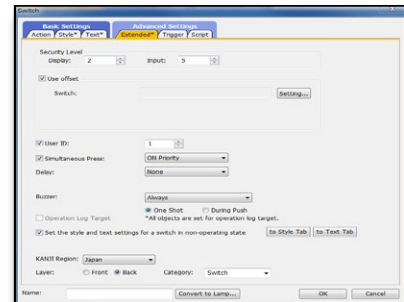 Switch
Basic Settings
Advanced Settings
Action Style* Text* Extended* Trigger Script
Security Level
Display: 2 Input: 5
Use offset
Switch: Setting...
User ID: 1
Simultaneous Press: ON Priority
Delay: None
Buzzer: Always
One Shot During Push
Operation Log Target *All objects are set for operation log target.
Set the style and text settings for a switch in non-operating state to Style Tab to Text Tab
KANJI Region: Japan
Layer: Front Back Category: Switch
Name: Convert to Lamp... OK Cancel